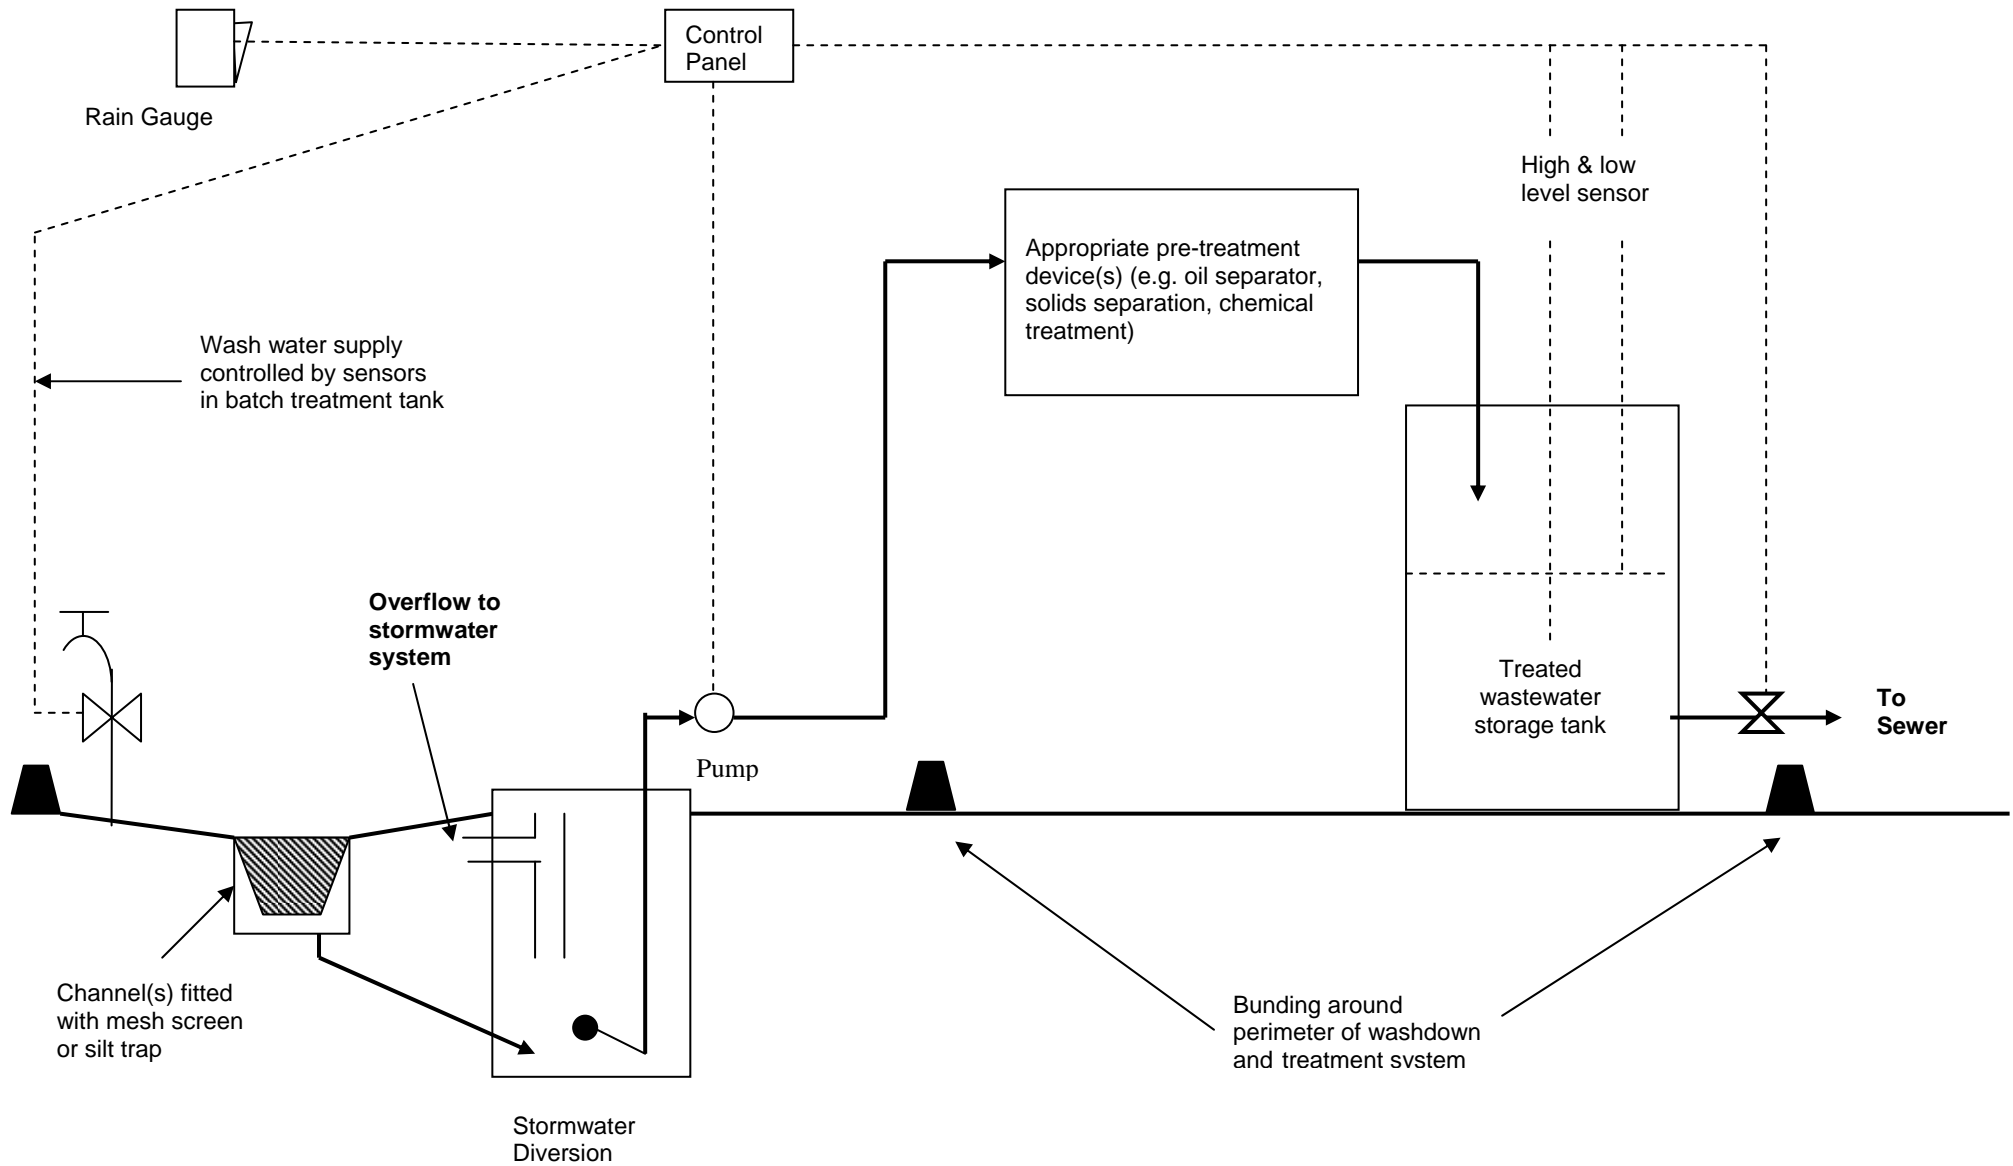 Control
Panel
Rain Gauge
High & low
level sensor
Appropriate pre-treatment
device(s) (e.g. oil separator,
solids separation, chemical
treatment)
Wash water supply
controlled by sensors
in batch treatment tank
Overflow to
stormwater
system
Treated
wastewater
storage tank
To
Sewer
Pump
Channel(s) fitted
with mesh screen
or silt trap
Bunding around
perimeter of washdown
and treatment system
Stormwater
Diversion